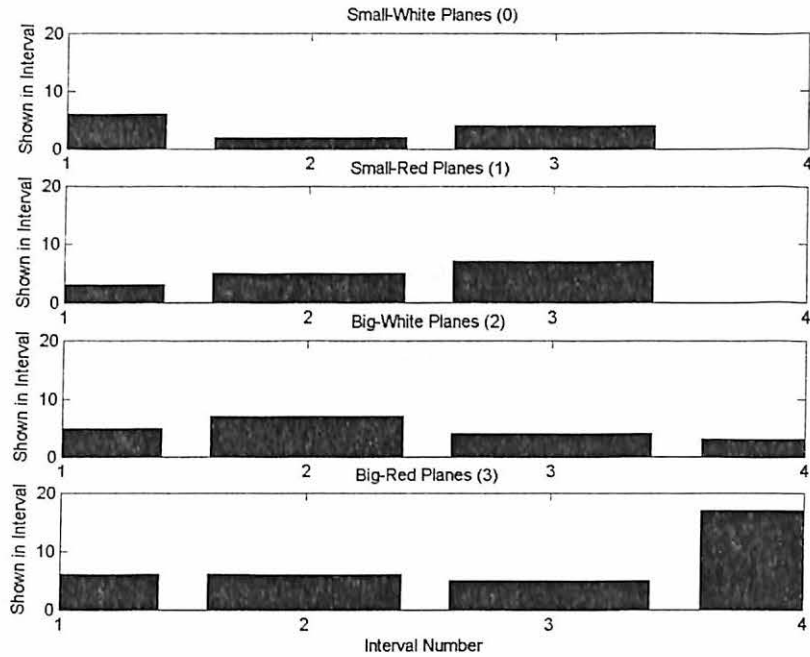 Small-White Planes (0)
Shown in Interval
20
10
0
1 2 3 4
Small-Red Planes (1)
Shown in Interval
20
10
0
1 2 3 4
Big-White Planes (2)
Shown in Interval
20
10
0
1 2 3 4
Big-Red Planes (3)
Shown in Interval
20
10
0
1 2 3 4
Interval Number